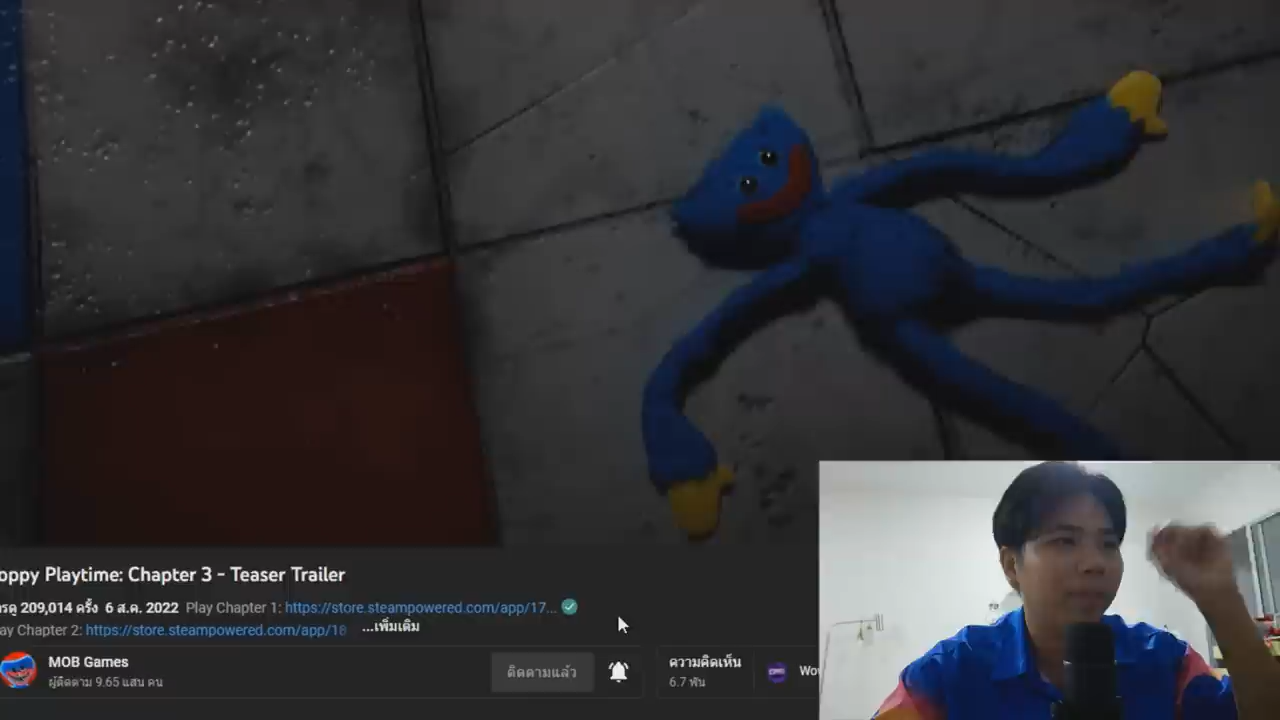 oppy Playtime: Chapter 3 - Teaser Trailer
ารดู 209,014 ครั้ง 6 ส.ค. 2022 Play Chapter 1: https://store.steampowered.com/app/17...
ay Chapter 2: https://store.steampowered.com/app/18 ...เพิ่มเติม
MOB Games
ผู้ติดตาม 9.65 แสน คน
ติดตามแล้ว
ความคิดเห็น
6.7 พัน
Wo